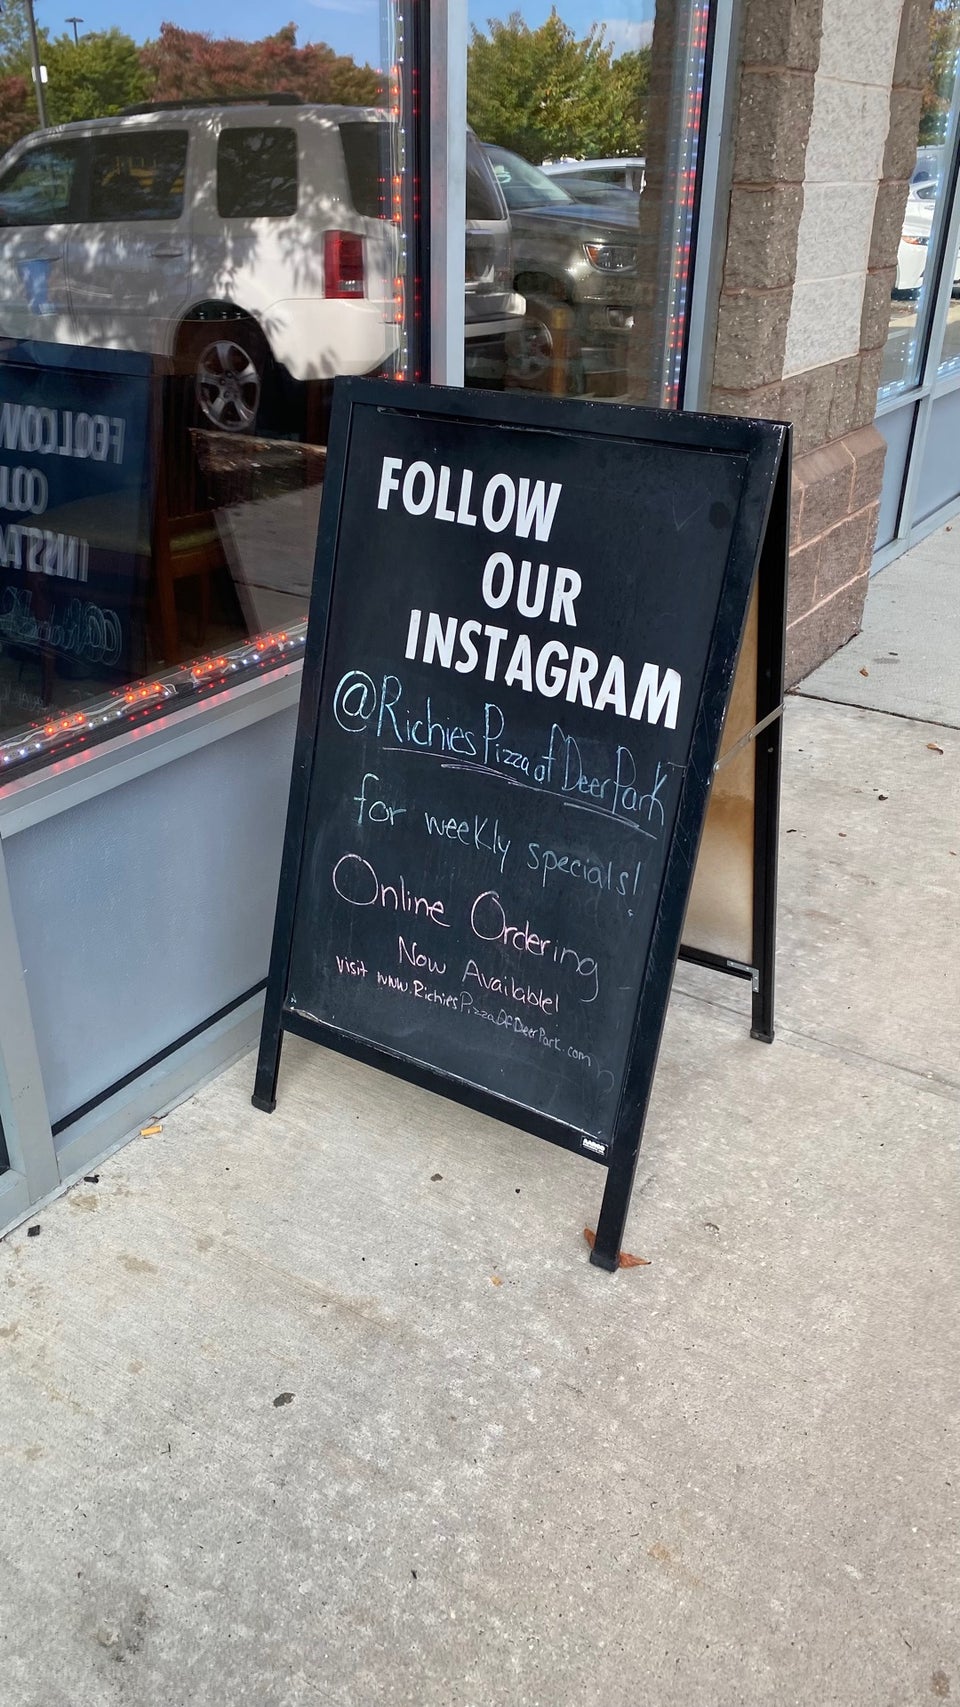 FOLLOW
OUR
INSTAGRAM
@RichiesPizzaofDeerPark
for weekly specials!
Online Ordering
Now Available!
visit www.RichiesPizzaOfDeerPark.com